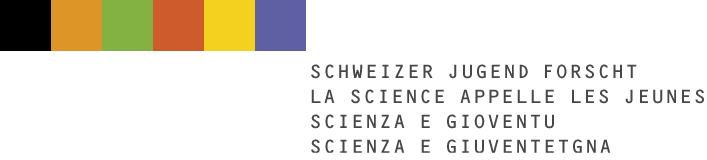 SCHWEIZER JUGEND FORSCHT
LA SCIENCE APPELLE LES JEUNES
SCIENZA E GIOVENTU
SCIENZA E GIUVENTETGNA